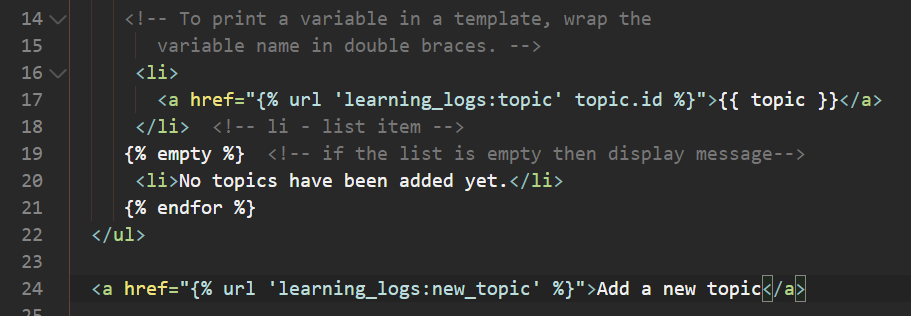 14 <!-- To print a variable in a template, wrap the
15 variable name in double braces. -->
16 <li>
17 <a href="{% url 'learning_logs:topic' topic.id %}">{{ topic }}</a>
18 </li> <!-- li - list item -->
19 {% empty %} <!-- if the list is empty then display message-->
20 <li>No topics have been added yet.</li>
21 {% endfor %}
22 </ul>
23
24 <a href="{% url 'learning_logs:new_topic' %}">Add a new topic</a>
25